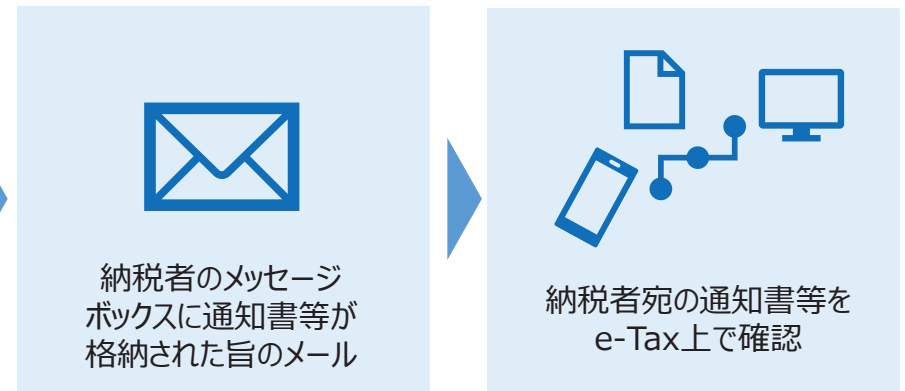 納税者のメッセージ
ボックスに通知書等が
格納された旨のメール
納税者宛の通知書等を
e-Tax上で確認